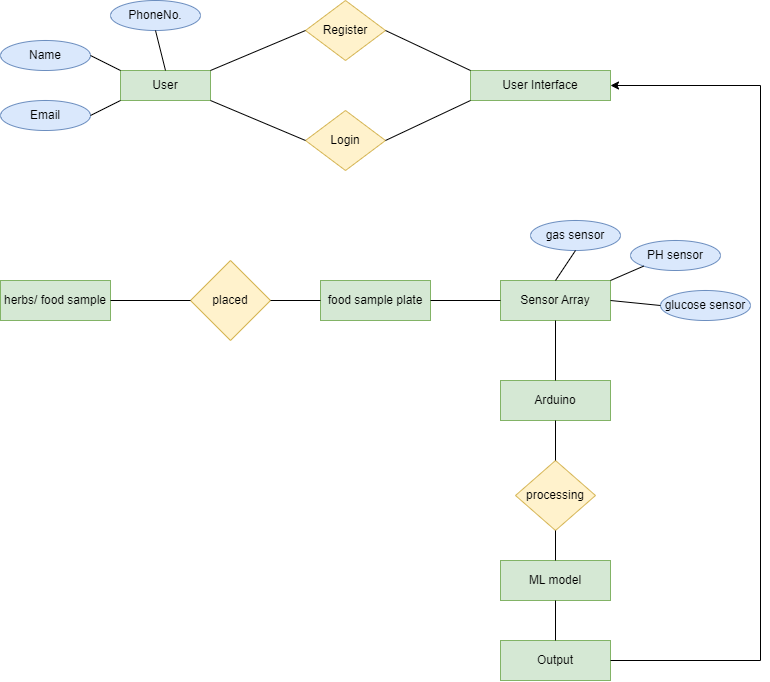 PhoneNo.
Register
Name
User
User Interface
Email
Login
gas sensor
PH sensor
herbs/ food sample
placed
food sample plate
Sensor Array
glucose sensor
Arduino
processing
ML model
Output